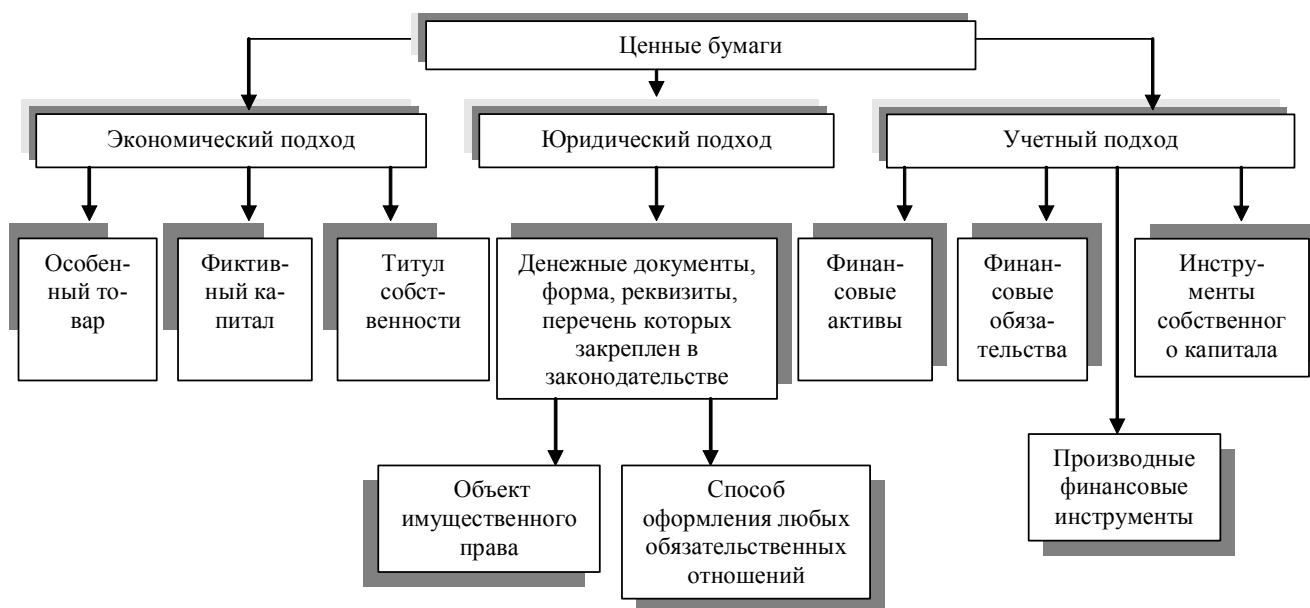 Ценные бумаги
Экономический подход
Юридический подход
Учетный подход
Особен-
ный то-
вар
Фиктив-
ный ка-
питал
Титул
собст-
венности
Денежные документы,
форма, реквизиты,
перечень которых
закреплен в
законодательстве
Финан-
совые
активы
Финан-
совые
обяза-
тельства
Инстру-
менты
собственног
о капитала
Объект
имущественного
права
Способ
оформления любых
обязательственных
отношений
Производные
финансовые
инструменты